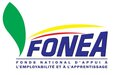 FONEA
FONDS NATIONAL D'APPUI À
L'EMPLOYABILITÉ ET À L'APPRENTISSAGE